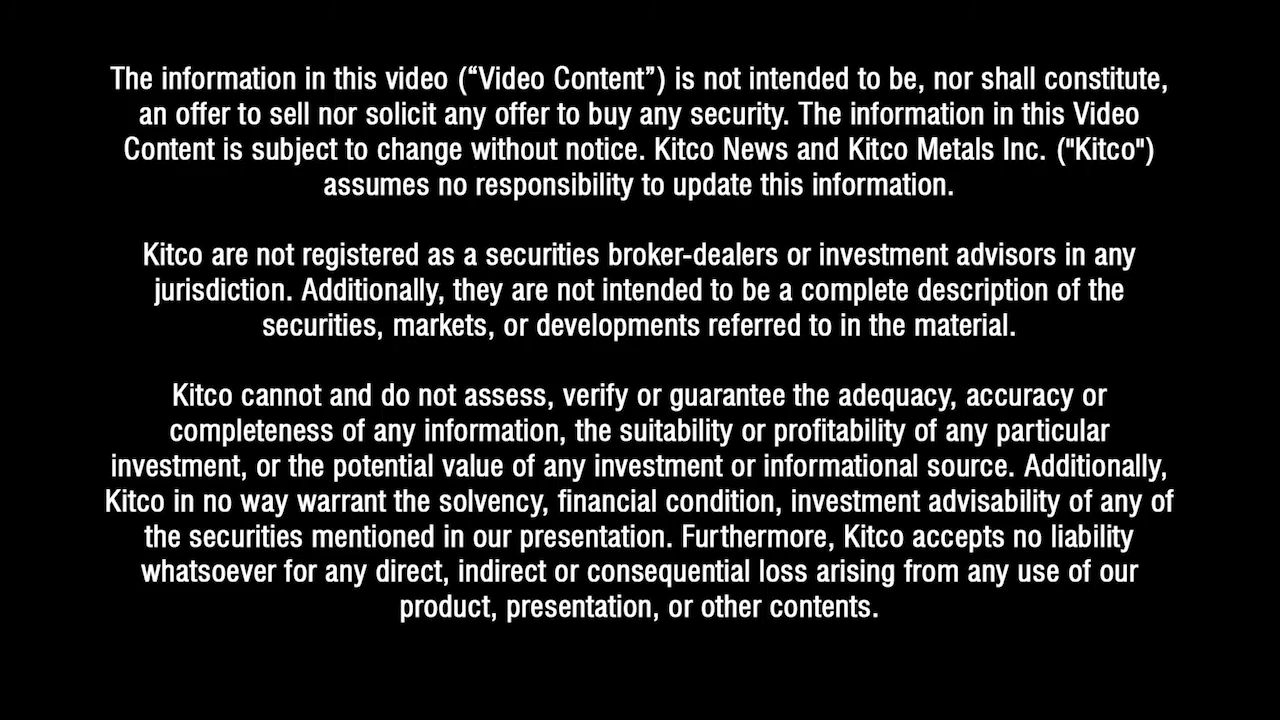 The information in this video (“Video Content”) is not intended to be, nor shall constitute,
an offer to sell nor solicit any offer to buy any security. The information in this Video
Content is subject to change without notice. Kitco News and Kitco Metals Inc. ("Kitco")
assumes no responsibility to update this information.
Kitco are not registered as a securities broker-dealers or investment advisors in any
jurisdiction. Additionally, they are not intended to be a complete description of the
securities, markets, or developments referred to in the material.
Kitco cannot and do not assess, verify or guarantee the adequacy, accuracy or
completeness of any information, the suitability or profitability of any particular
investment, or the potential value of any investment or informational source. Additionally,
Kitco in no way warrant the solvency, financial condition, investment advisability of any of
the securities mentioned in our presentation. Furthermore, Kitco accepts no liability
whatsoever for any direct, indirect or consequential loss arising from any use of our
product, presentation, or other contents.